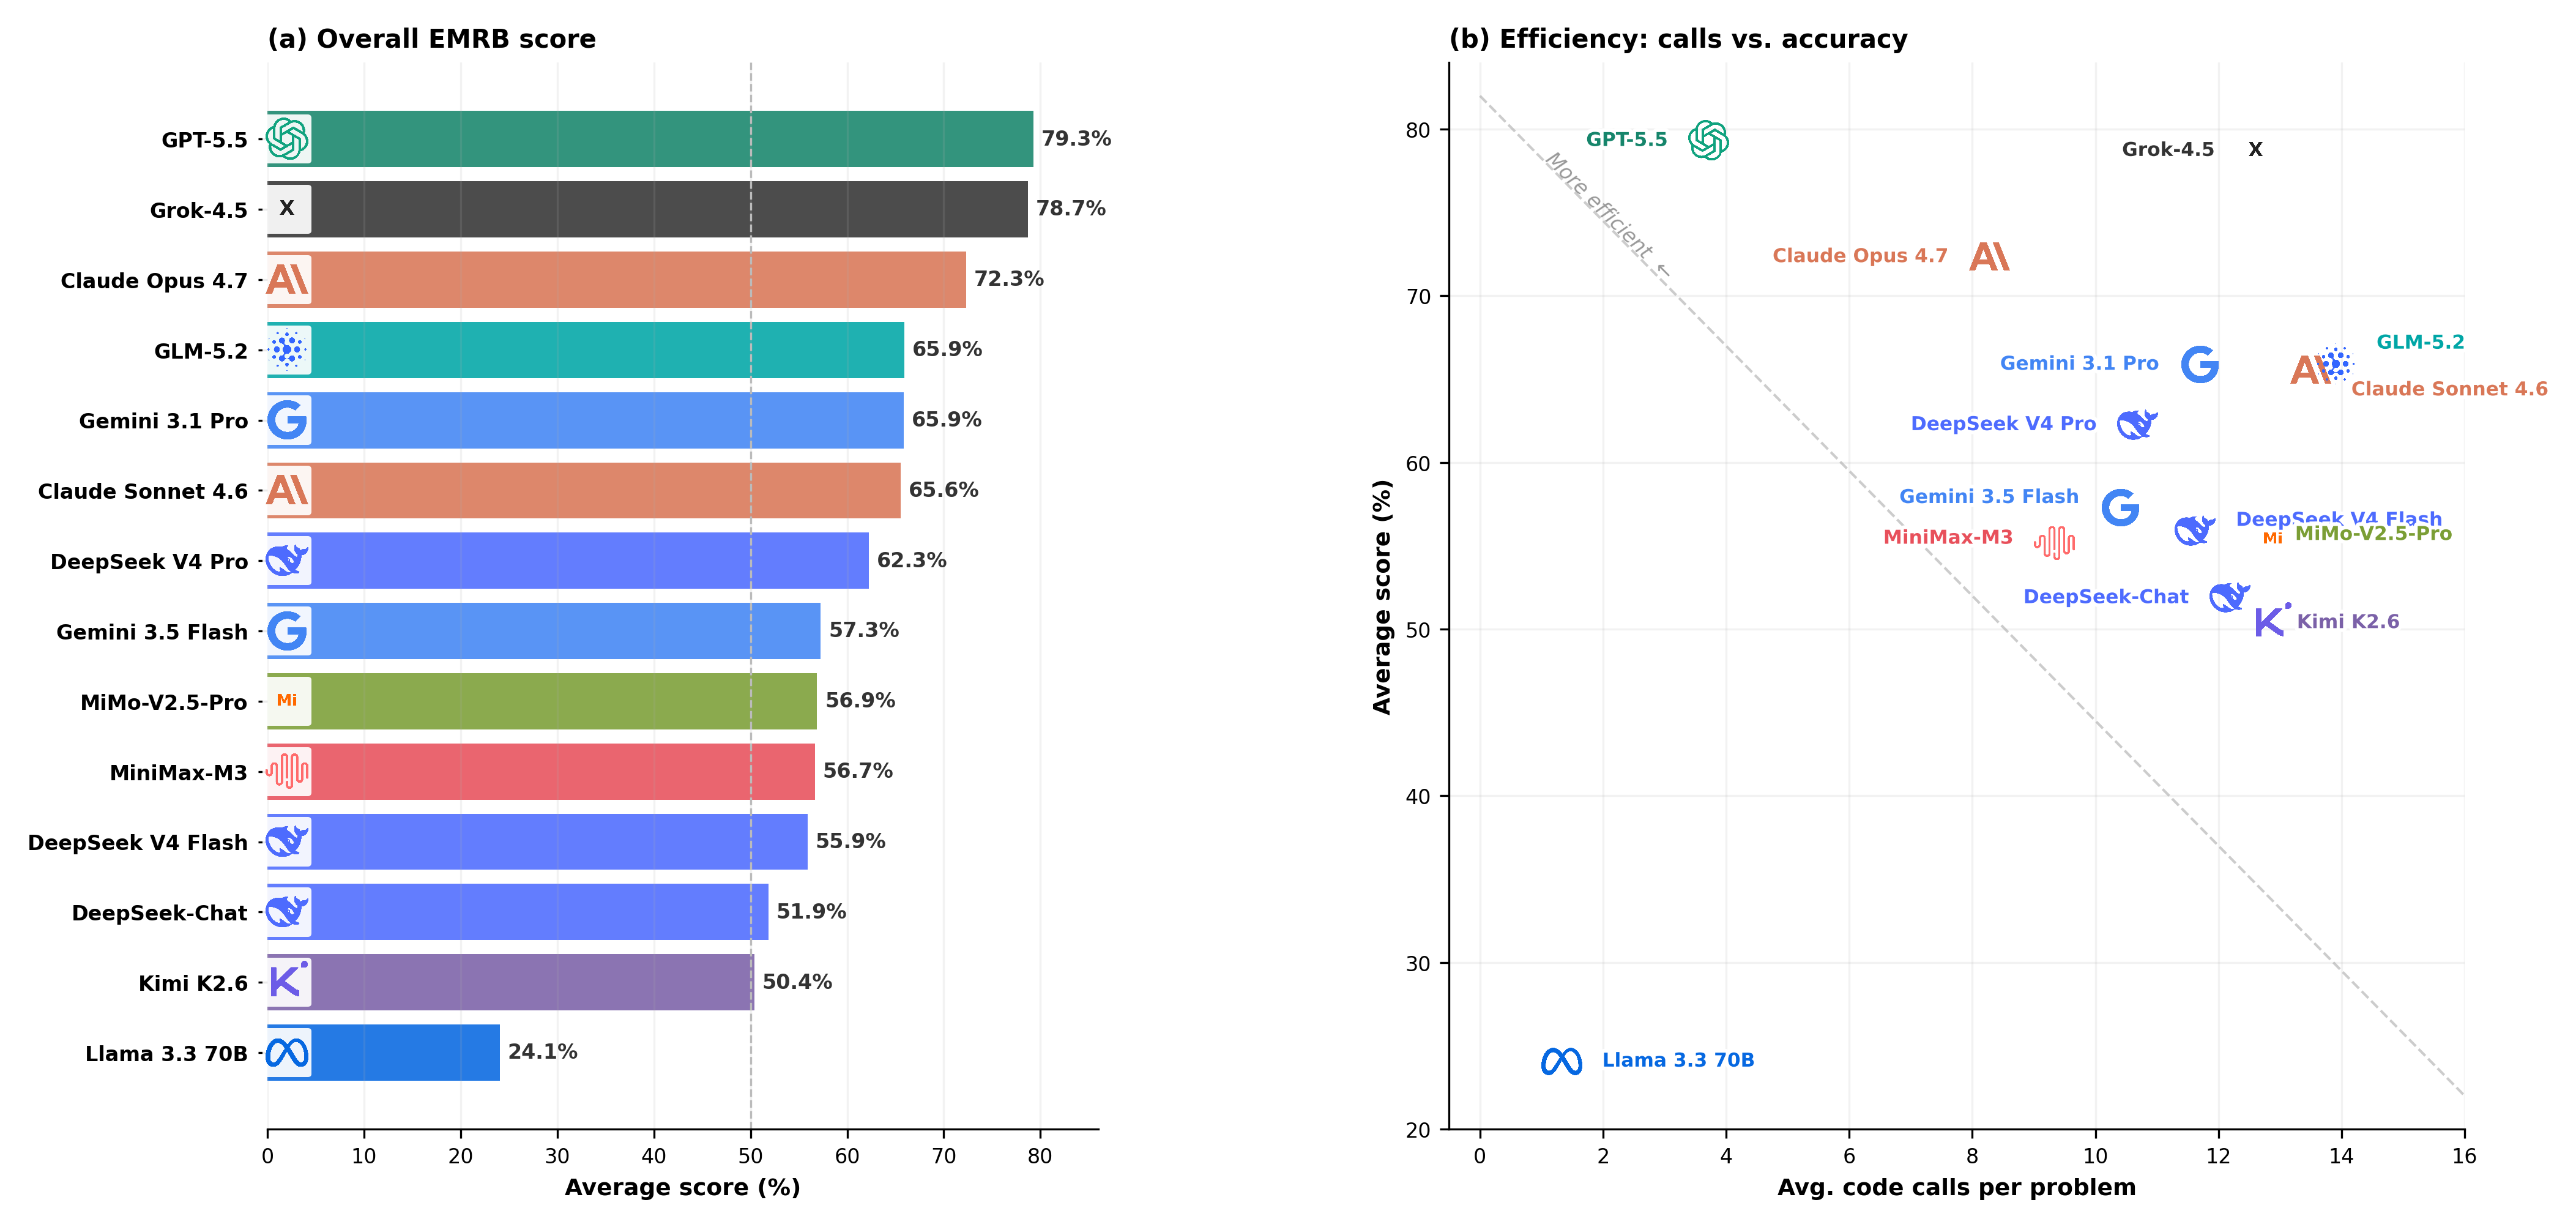 (a) Overall EMRB score
GPT-5.5
79.3%
Grok-4.5
X
78.7%
Claude Opus 4.7
72.3%
GLM-5.2
65.9%
Gemini 3.1 Pro
65.9%
Claude Sonnet 4.6
65.6%
DeepSeek V4 Pro
62.3%
Gemini 3.5 Flash
57.3%
MiMo-V2.5-Pro
Mi
56.9%
MiniMax-M3
56.7%
DeepSeek V4 Flash
55.9%
DeepSeek-Chat
51.9%
Kimi K2.6
50.4%
Llama 3.3 70B
24.1%
0 10 20 30 40 50 60 70 80
Average score (%)
(b) Efficiency: calls vs. accuracy
80
70
60
50
40
30
20
Average score (%)
GPT-5.5
Grok-4.5
X
More efficient ←
Claude Opus 4.7
GLM-5.2
Gemini 3.1 Pro
Claude Sonnet 4.6
DeepSeek V4 Pro
Gemini 3.5 Flash
DeepSeek V4 Flash
MiniMax-M3
Mi
MiMo-V2.5-Pro
DeepSeek-Chat
Kimi K2.6
Llama 3.3 70B
0 2 4 6 8 10 12 14 16
Avg. code calls per problem